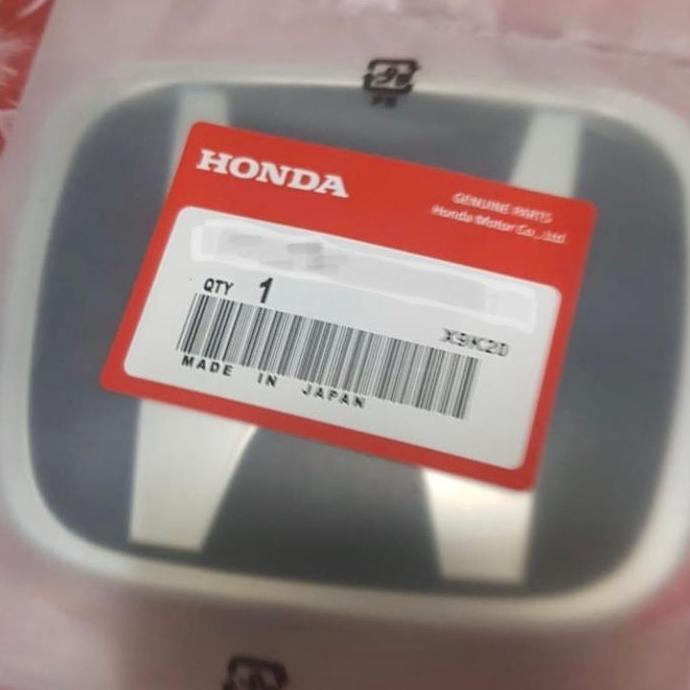 HONDA
GENUINE PARTS
Honda Motor Co., Ltd.
QTY 1
X9K20
MADE IN JAPAN